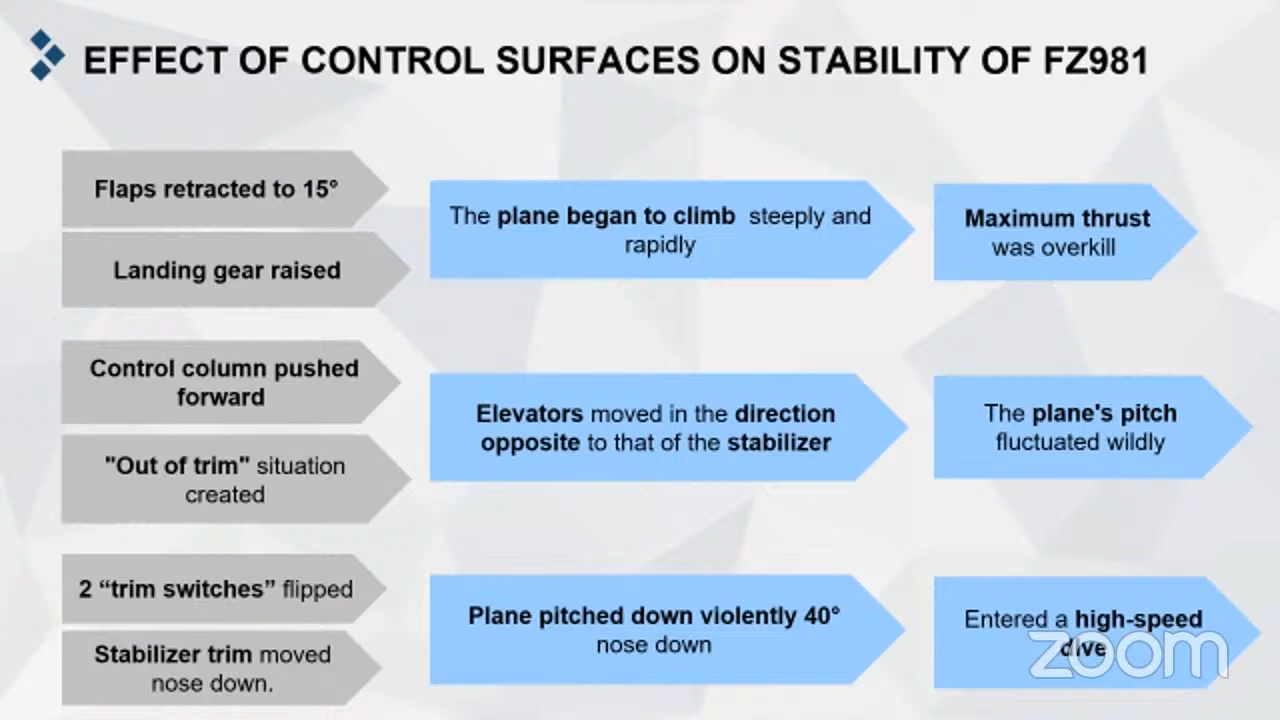 EFFECT OF CONTROL SURFACES ON STABILITY OF FZ981
Flaps retracted to 15°
Landing gear raised
The plane began to climb steeply and
rapidly
Maximum thrust
was overkill
Control column pushed
forward
"Out of trim" situation
created
Elevators moved in the direction
opposite to that of the stabilizer
The plane's pitch
fluctuated wildly
2 “trim switches” flipped
Stabilizer trim moved
nose down.
Plane pitched down violently 40°
nose down
Entered a high-speed
dive
zoom